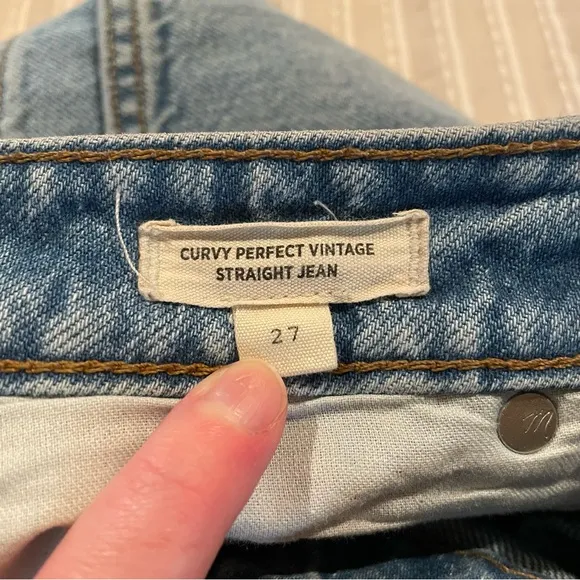 CURVY PERFECT VINTAGE
STRAIGHT JEAN
27
M